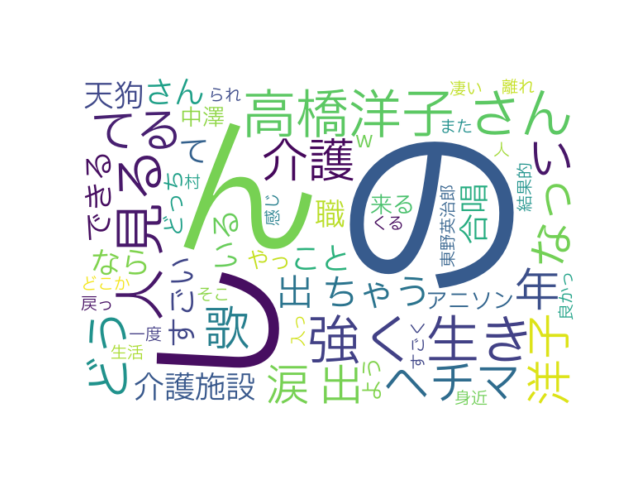 天狗 さん
られ
凄い
離れ
中澤
高橋洋子 さん
w
また
人
てる
て
介護
ん
の
い
できる
見る
どっち
村
感じ
職
来る
くる
東野英治郎
合唱
結果的
なっ
なら
いる
やっ
こと
どこか
人
すごい
そこ
出 ちゃう
アニソン
年
良かっ
戻っ
一度
し
歌
入っ
強く
すごく
生き
洋子
どう
生活
介護施設
涙 出
よう
ヘチマ
身近